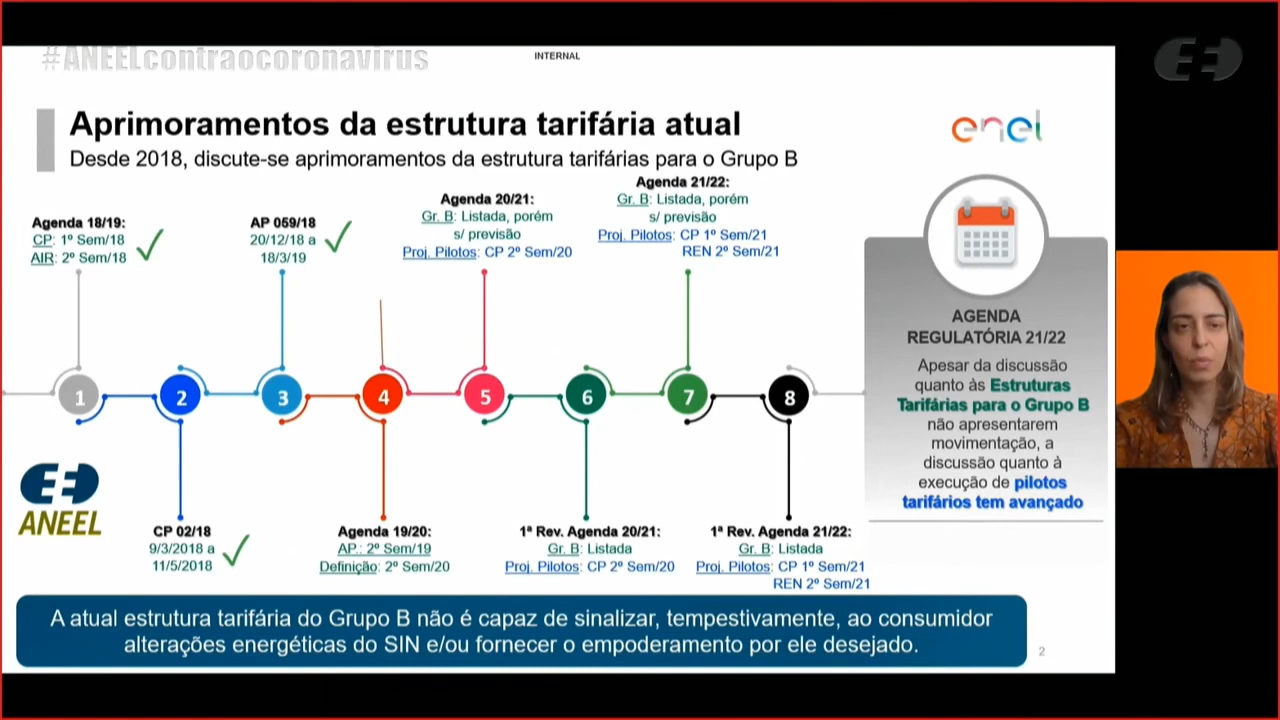 #ANEELcontraocoronavirus
INTERNAL
Aprimoramentos da estrutura tarifária atual
Desde 2018, discute-se aprimoramentos da estrutura tarifárias para o Grupo B
enel
Agenda 18/19:
CP: 1º Sem/18
AIR: 2º Sem/18
AP 059/18
20/12/18 a
18/3/19
Agenda 20/21:
Gr. B: Listada, porém
s/ previsão
Proj. Pilotos: CP 2º Sem/20
Agenda 21/22:
Gr. B: Listada, porém
s/ previsão
Proj. Pilotos: CP 1º Sem/21
REN 2º Sem/21
1
2
3
4
5
6
7
8
ANEEL
CP 02/18
9/3/2018 a
11/5/2018
Agenda 19/20:
AP.: 2º Sem/19
Definição: 2º Sem/20
1ª Rev. Agenda 20/21:
Gr. B: Listada
Proj. Pilotos: CP 2º Sem/20
1ª Rev. Agenda 21/22:
Gr. B: Listada
Proj. Pilotos: CP 1º Sem/21
REN 2º Sem/21
AGENDA
REGULATÓRIA 21/22
Apesar da discussão
quanto às Estruturas
Tarifárias para o Grupo B
não apresentarem
movimentação, a
discussão quanto à
execução de pilotos
tarifários tem avançado
A atual estrutura tarifária do Grupo B não é capaz de sinalizar, tempestivamente, ao consumidor
alterações energéticas do SIN e/ou fornecer o empoderamento por ele desejado.
2